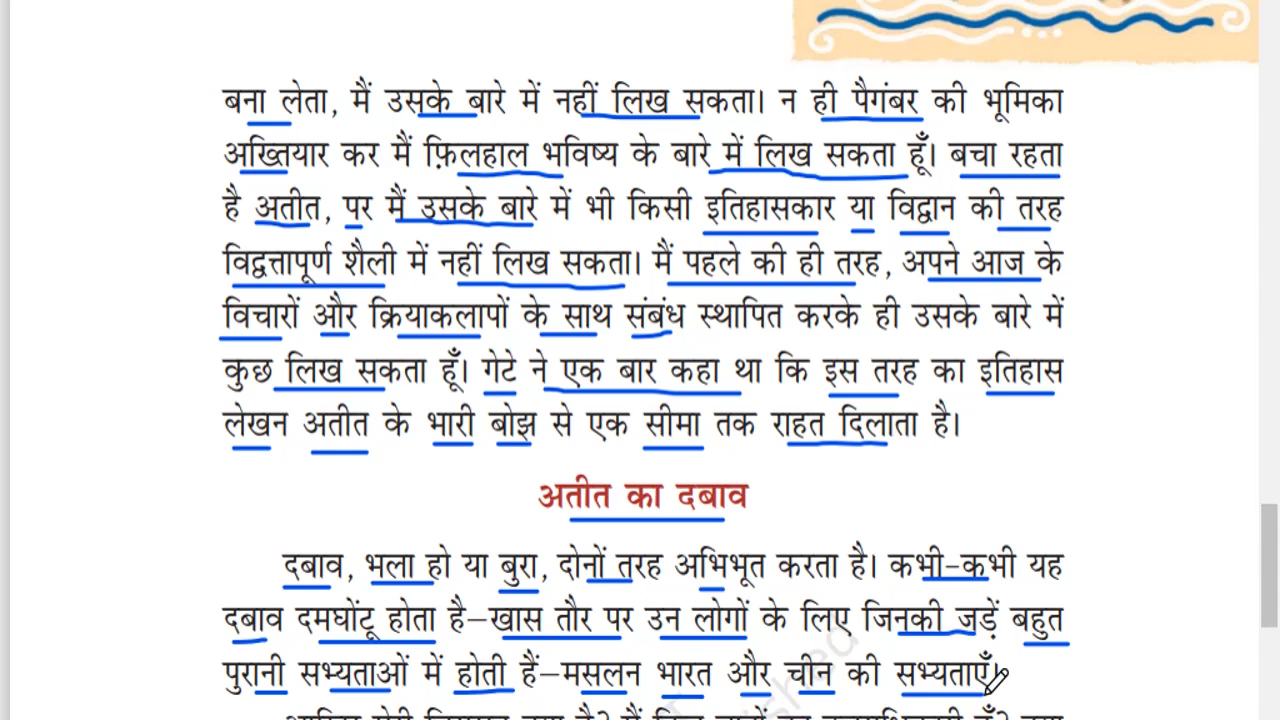 बना लेता, मैं उसके बारे में नहीं लिख सकता। न ही पैगंबर की भूमिका
अख्तियार कर मैं फ़िलहाल भविष्य के बारे में लिख सकता हूँ। बचा रहता
है अतीत, पर मैं उसके बारे में भी किसी इतिहासकार या विद्वान की तरह
विद्वत्तापूर्ण शैली में नहीं लिख सकता। मैं पहले की ही तरह, अपने आज के
विचारों और क्रियाकलापों के साथ संबंध स्थापित करके ही उसके बारे में
कुछ लिख सकता हूँ। गेटे ने एक बार कहा था कि इस तरह का इतिहास
लेखन अतीत के भारी बोझ से एक सीमा तक राहत दिलाता है।
अतीत का दबाव
दबाव, भला हो या बुरा, दोनों तरह अभिभूत करता है। कभी-कभी यह
दबाव दमघोंटू होता है–खास तौर पर उन लोगों के लिए जिनकी जड़ें बहुत
पुरानी सभ्यताओं में होती हैं–मसलन भारत और चीन की सभ्यताएँ।